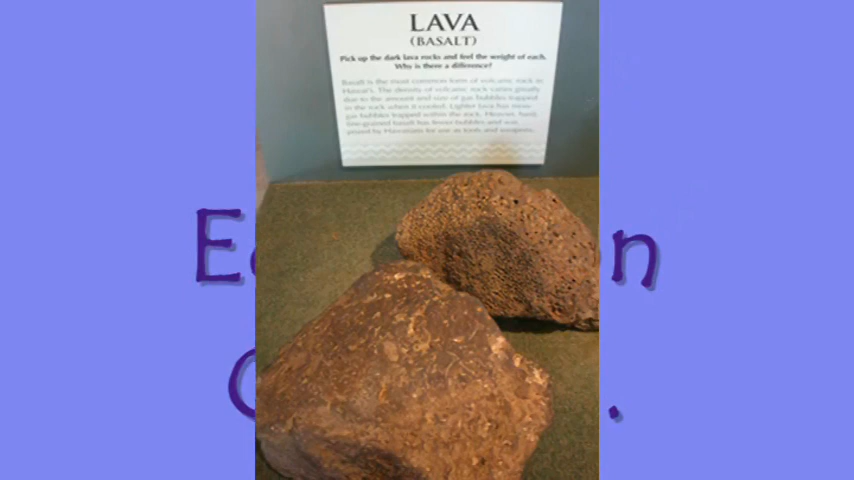 LAVA
(BASALT)
Pick up the dark lava rocks and feel the weight of each.
Why is there a difference?
Basalt is the most common form of volcanic rock in
Hawai'i. The density of volcanic rock varies greatly
due to the amount and size of gas bubbles trapped
in the rock when it cooled. Lighter lava has more
gas bubbles trapped within the rock. Heavier, hard,
fine-grained basalt has fewer bubbles and was
prized by Hawaiians for use as tools and weapons.